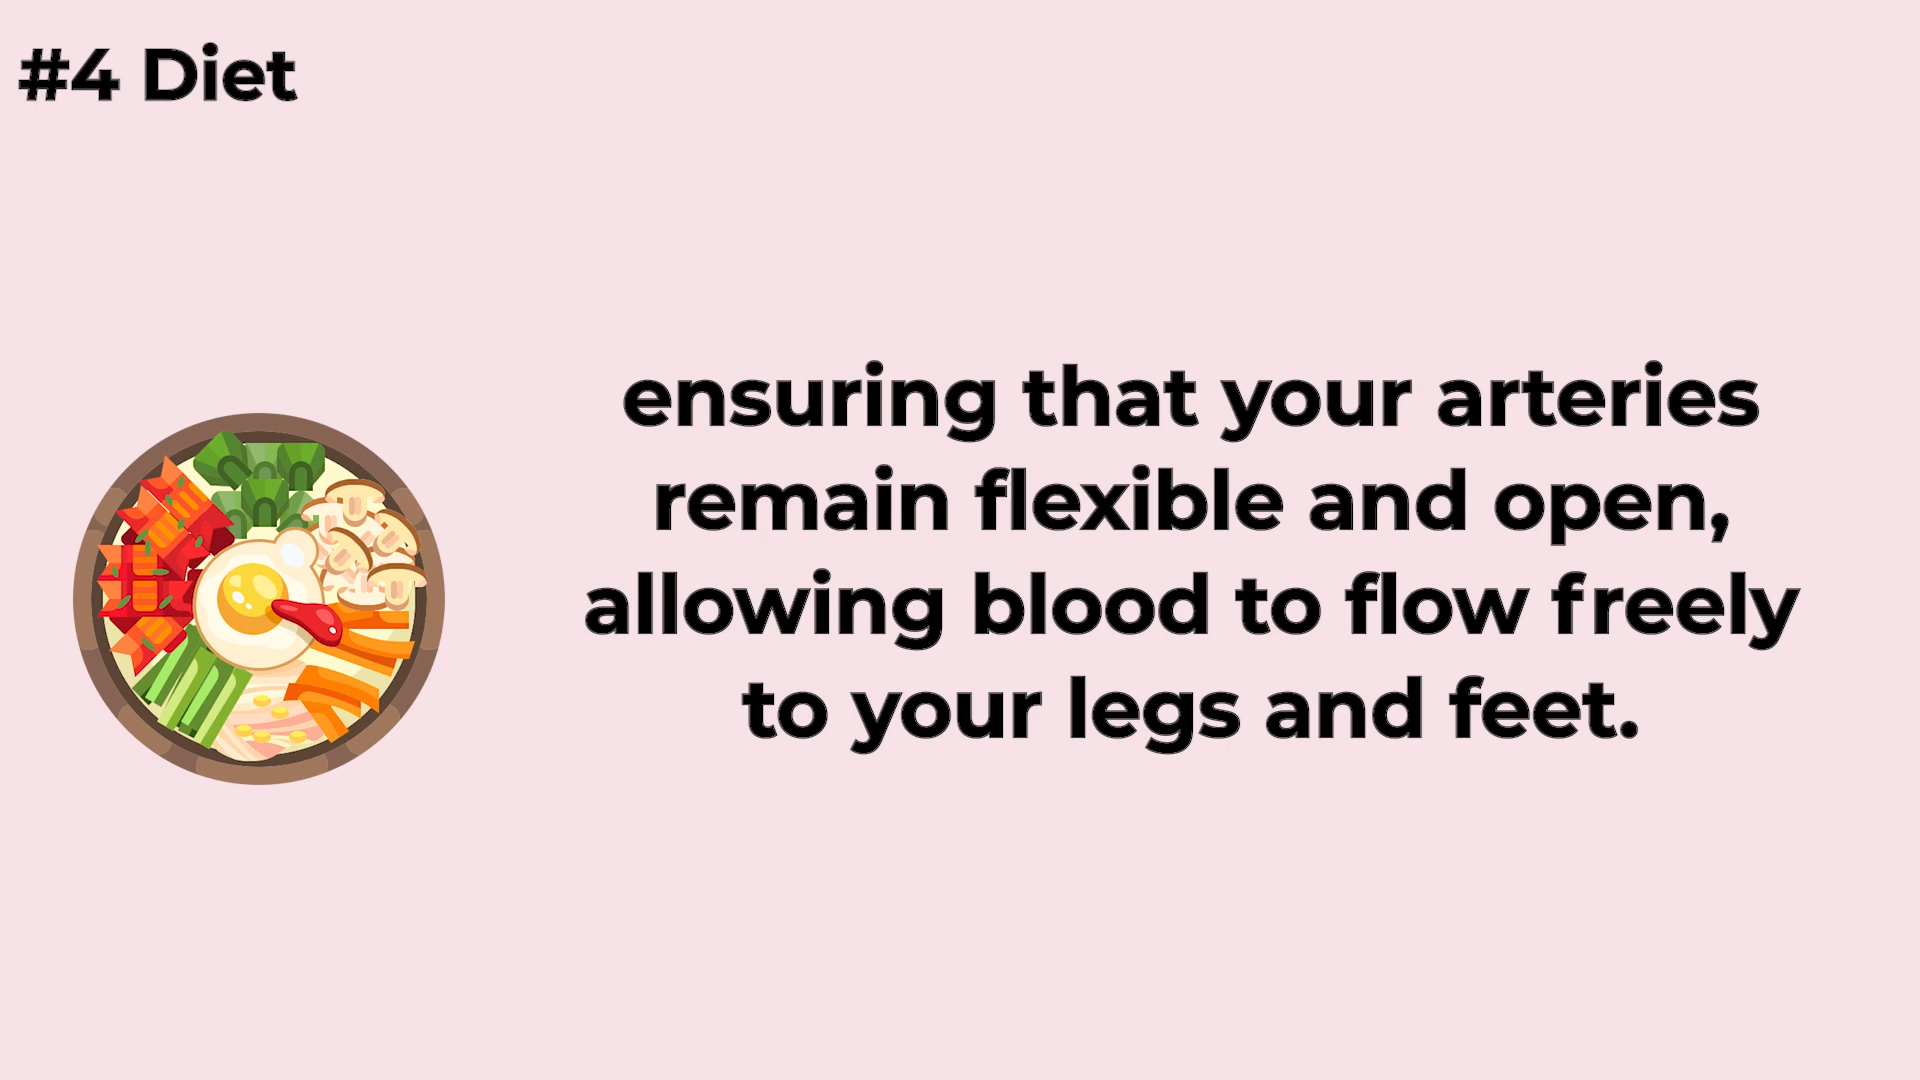 #4 Diet
ensuring that your arteries
remain flexible and open,
allowing blood to flow freely
to your legs and feet.